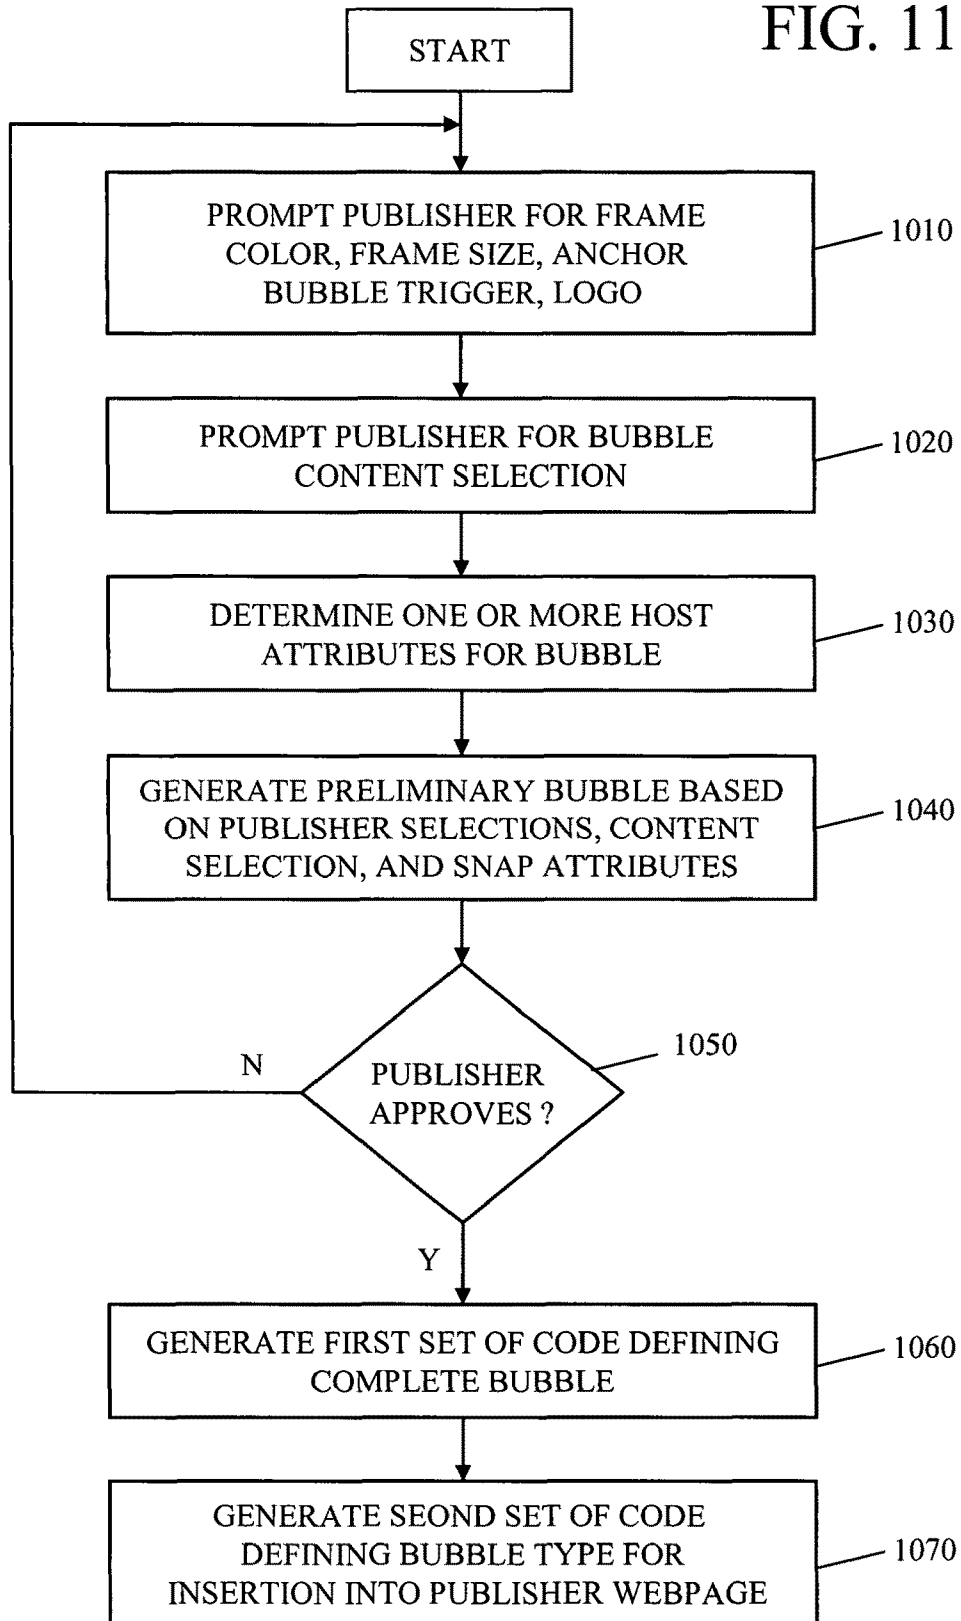 FIG. 11
START
PROMPT PUBLISHER FOR FRAME
COLOR, FRAME SIZE, ANCHOR
BUBBLE TRIGGER, LOGO
1010
PROMPT PUBLISHER FOR BUBBLE
CONTENT SELECTION
1020
DETERMINE ONE OR MORE HOST
ATTRIBUTES FOR BUBBLE
1030
GENERATE PRELIMINARY BUBBLE BASED
ON PUBLISHER SELECTIONS, CONTENT
SELECTION, AND SNAP ATTRIBUTES
1040
PUBLISHER
APPROVES ?
1050
N
Y
GENERATE FIRST SET OF CODE DEFINING
COMPLETE BUBBLE
1060
GENERATE SEOND SET OF CODE
DEFINING BUBBLE TYPE FOR
INSERTION INTO PUBLISHER WEBPAGE
1070